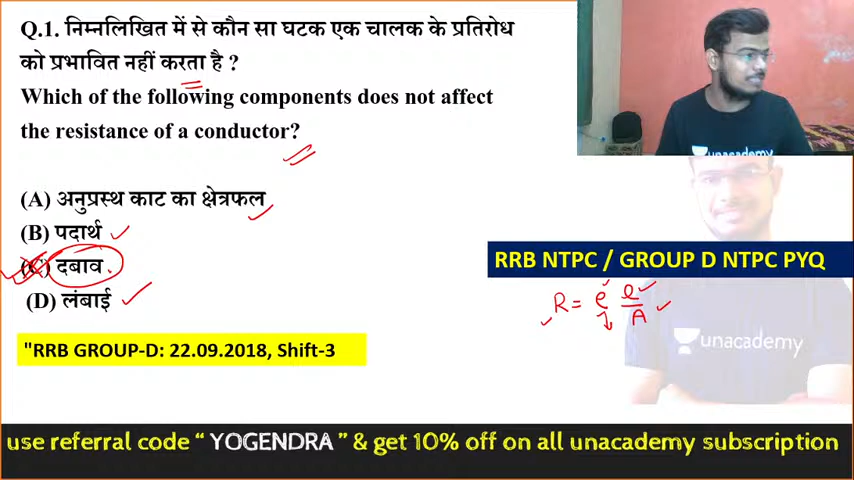 Q.1. निम्नलिखित में से कौन सा घटक एक चालक के प्रतिरोध
को प्रभावित नहीं करता है ?
Which of the following components does not affect
the resistance of a conductor?
(A) अनुप्रस्थ काट का क्षेत्रफल
(B) पदार्थ
(C) दबाव
(D) लंबाई
"RRB GROUP-D: 22.09.2018, Shift-3
unacademy
RRB NTPC / GROUP D NTPC PYQ
R = e e/A
unacademy
use referral code “ YOGENDRA ” & get 10% off on all unacademy subscription